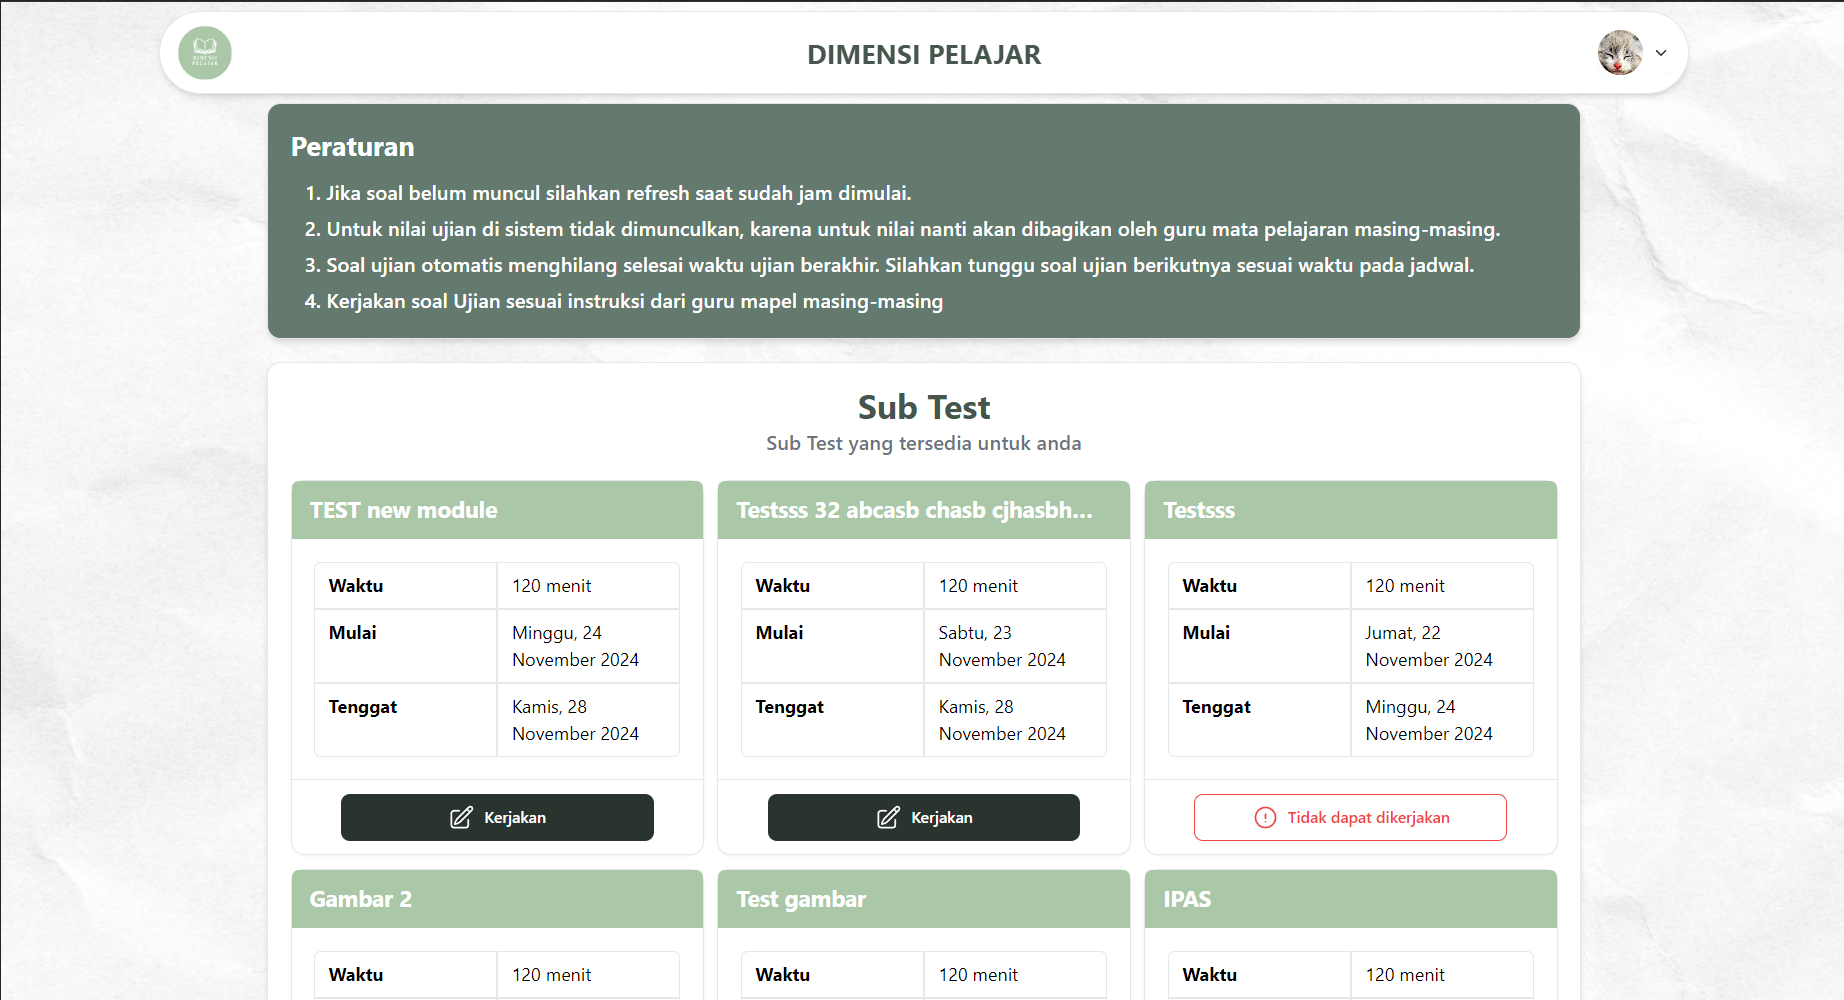 DIMENSI
PELAJAR
DIMENSI PELAJAR
Peraturan
1. Jika soal belum muncul silahkan refresh saat sudah jam dimulai.
2. Untuk nilai ujian di sistem tidak dimunculkan, karena untuk nilai nanti akan dibagikan oleh guru mata pelajaran masing-masing.
3. Soal ujian otomatis menghilang selesai waktu ujian berakhir. Silahkan tunggu soal ujian berikutnya sesuai waktu pada jadwal.
4. Kerjakan soal Ujian sesuai instruksi dari guru mapel masing-masing
Sub Test
Sub Test yang tersedia untuk anda
TEST new module
Waktu 120 menit
Mulai Minggu, 24
November 2024
Tenggat Kamis, 28
November 2024
Kerjakan
Testsss 32 abcasb chasb cjhasbh...
Waktu 120 menit
Mulai Sabtu, 23
November 2024
Tenggat Kamis, 28
November 2024
Kerjakan
Testsss
Waktu 120 menit
Mulai Jumat, 22
November 2024
Tenggat Minggu, 24
November 2024
Tidak dapat dikerjakan
Gambar 2
Waktu 120 menit
Test gambar
Waktu 120 menit
IPAS
Waktu 120 menit